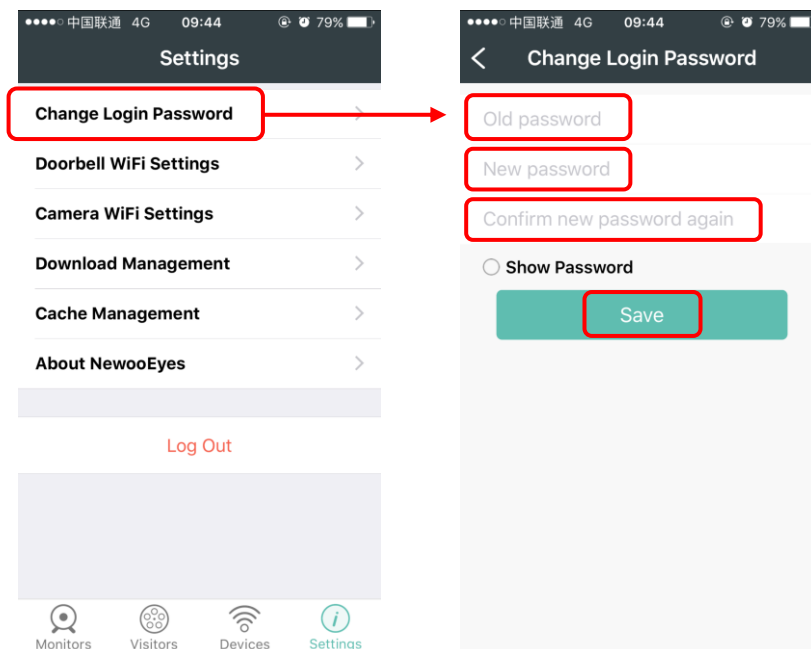 中国联通 4G 09:44 79%
Settings
Change Login Password
Doorbell WiFi Settings
Camera WiFi Settings
Download Management
Cache Management
About NewooEyes
Log Out
Monitors Visitors Devices Settings
中国联通 4G 09:44 79%
Change Login Password
Old password
New password
Confirm new password again
Show Password
Save